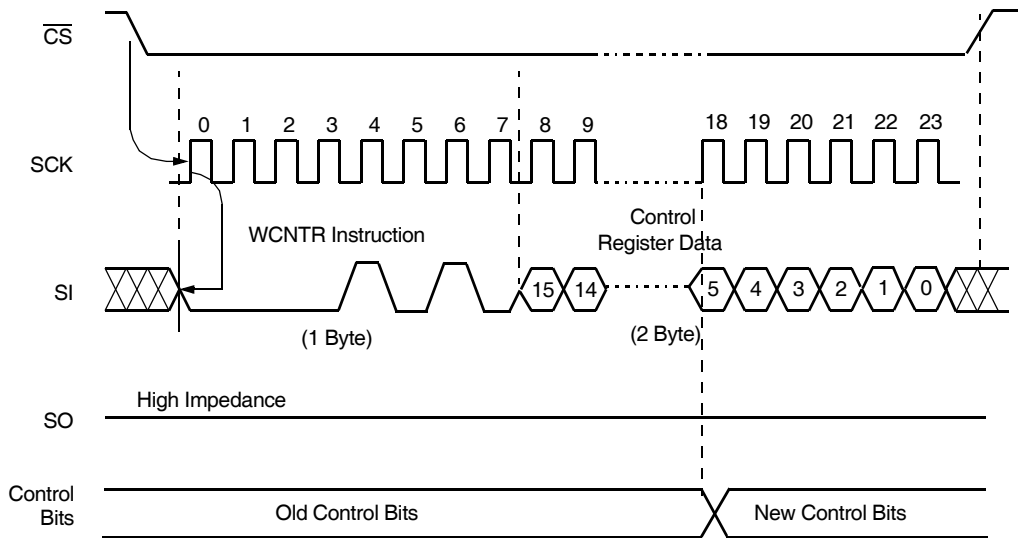 CS
0 1 2 3 4 5 6 7 8 9 18 19 20 21 22 23
SCK
WCNTR Instruction
Control
Register Data
SI
15 14 5 4 3 2 1 0
(1 Byte)
(2 Byte)
High Impedance
SO
Control
Bits
Old Control Bits
New Control Bits